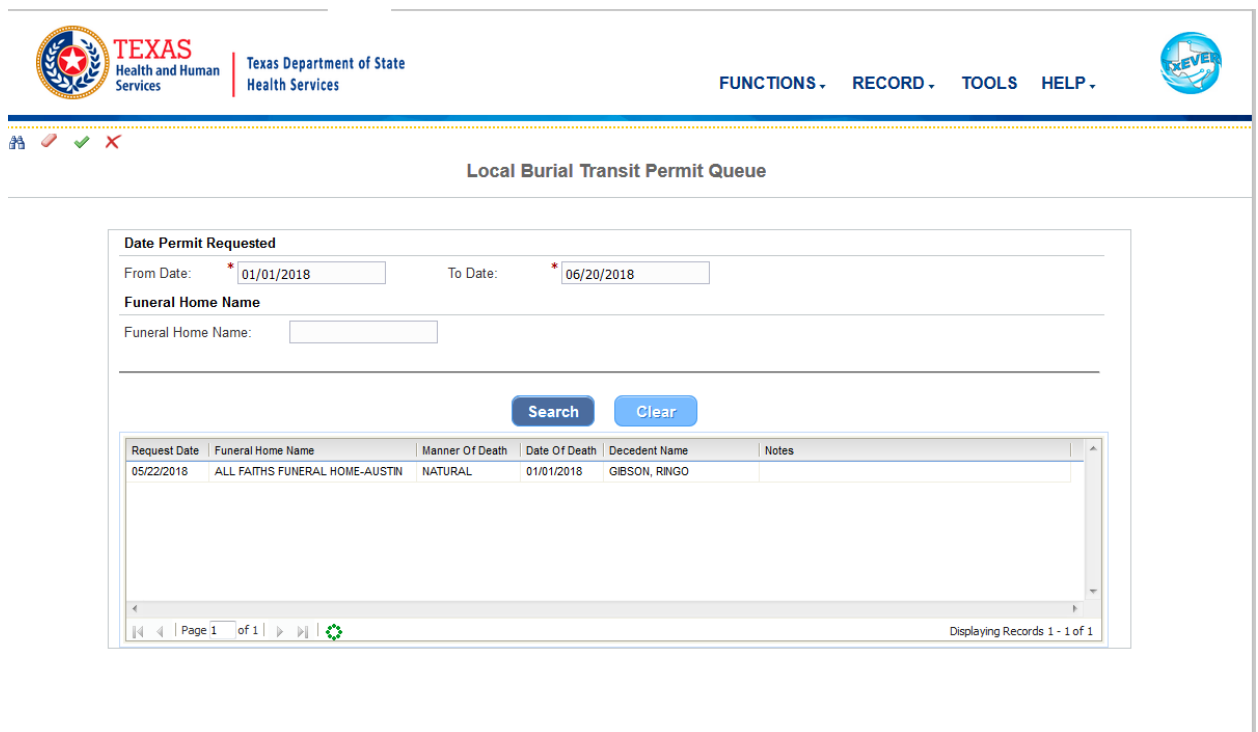 TEXAS
Health and Human
Services
Texas Department of State
Health Services
FUNCTIONS RECORD TOOLS HELP
TxEVER
Local Burial Transit Permit Queue
Date Permit Requested
From Date: * 01/01/2018 To Date: * 06/20/2018
Funeral Home Name
Funeral Home Name:
Search Clear
Request Date Funeral Home Name Manner Of Death Date Of Death Decedent Name Notes
05/22/2018 ALL FAITHS FUNERAL HOME-AUSTIN NATURAL 01/01/2018 GIBSON, RINGO
Page 1 of 1 Displaying Records 1 - 1 of 1